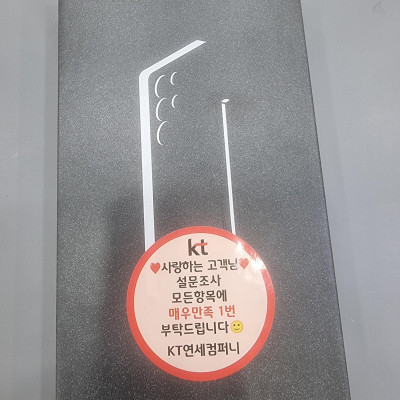 kt
♥사랑하는 고객님♥
설문조사
모든항목에
매우만족 1번
부탁드립니다🙂
KT연세컴퍼니